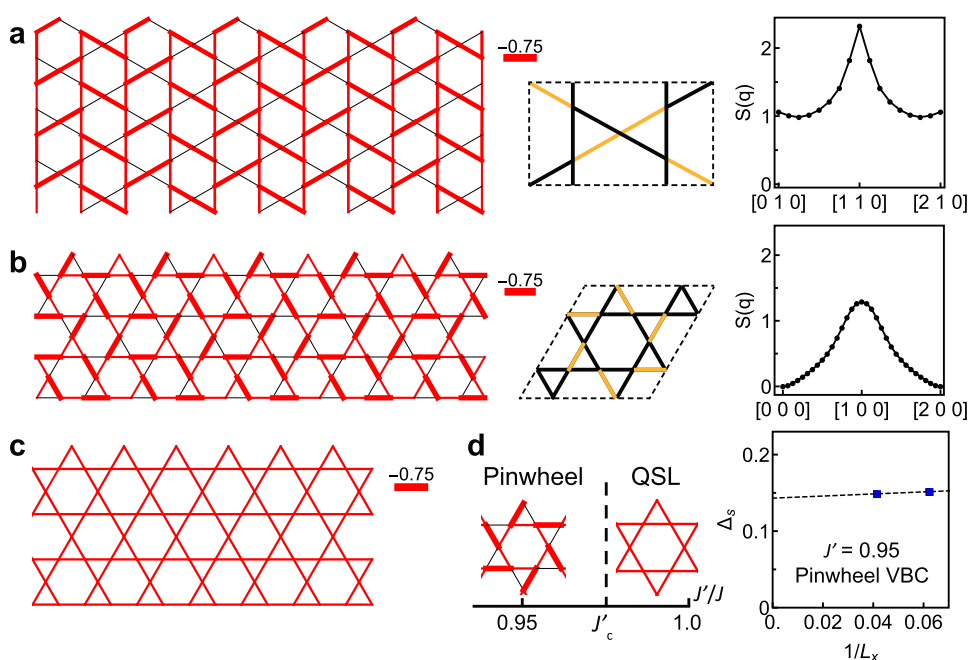 a
−0.75
S(q)
2
1
0
[0 1 0]
[1 1 0]
[2 1 0]
b
−0.75
S(q)
2
1
0
[0 0 0]
[1 0 0]
[2 0 0]
c
−0.75
d
Pinwheel
QSL
J′/J
0.95
J′c
1.0
Δs
0.2
0.1
0
J′ = 0.95
Pinwheel VBC
0.
0.02
0.04
0.06
1/Lx